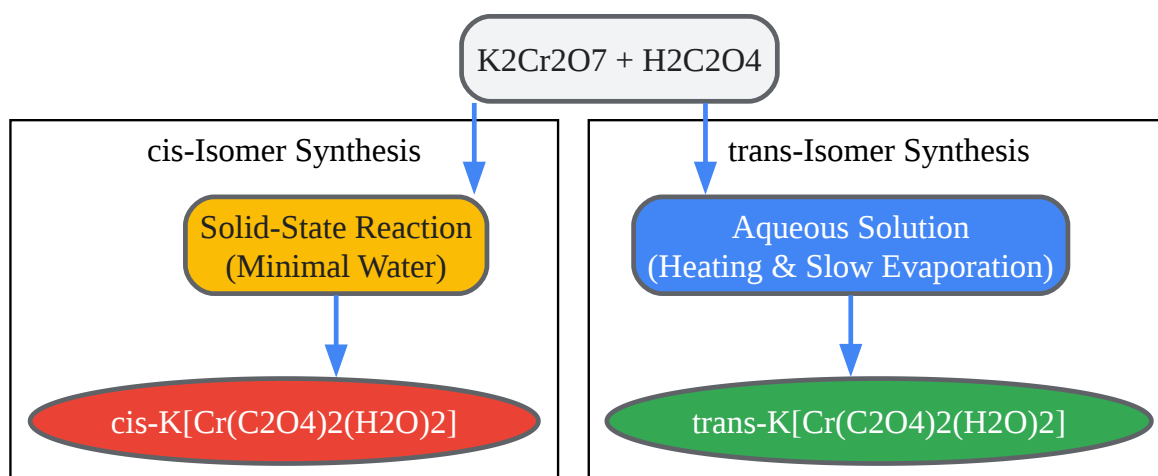 K2Cr2O7 + H2C2O4
cis-Isomer Synthesis
Solid-State Reaction
(Minimal Water)
cis-K[Cr(C2O4)2(H2O)2]
trans-Isomer Synthesis
Aqueous Solution
(Heating & Slow Evaporation)
trans-K[Cr(C2O4)2(H2O)2]